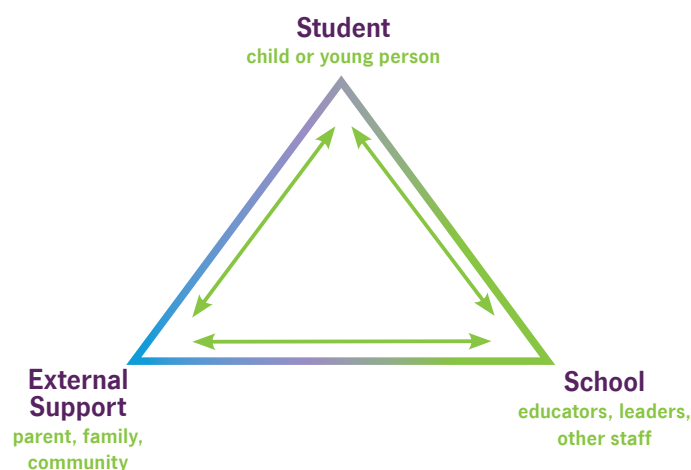 Student
child or young person
External
Support
parent, family,
community
School
educators, leaders,
other staff